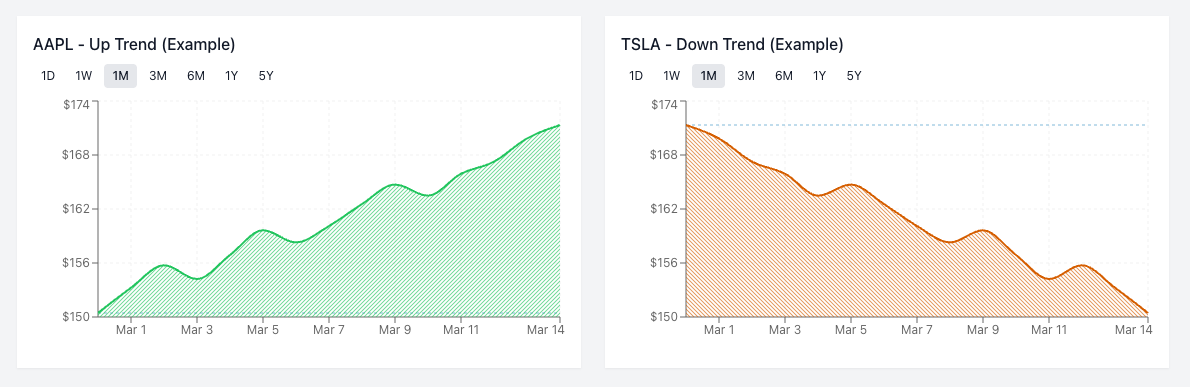 AAPL - Up Trend (Example)
1D 1W 1M 3M 6M 1Y 5Y
$174
$168
$162
$156
$150
Mar 1 Mar 3 Mar 5 Mar 7 Mar 9 Mar 11 Mar 14
TSLA - Down Trend (Example)
1D 1W 1M 3M 6M 1Y 5Y
$174
$168
$162
$156
$150
Mar 1 Mar 3 Mar 5 Mar 7 Mar 9 Mar 11 Mar 14